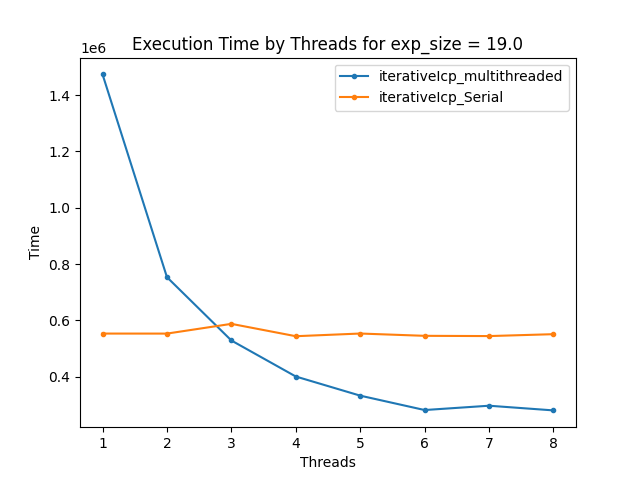 Execution Time by Threads for exp_size = 19.0
1e6
iterativeIcp_multithreaded
iterativeIcp_Serial
1.4
1.2
1.0
0.8
0.6
0.4
Time
1 2 3 4 5 6 7 8
Threads